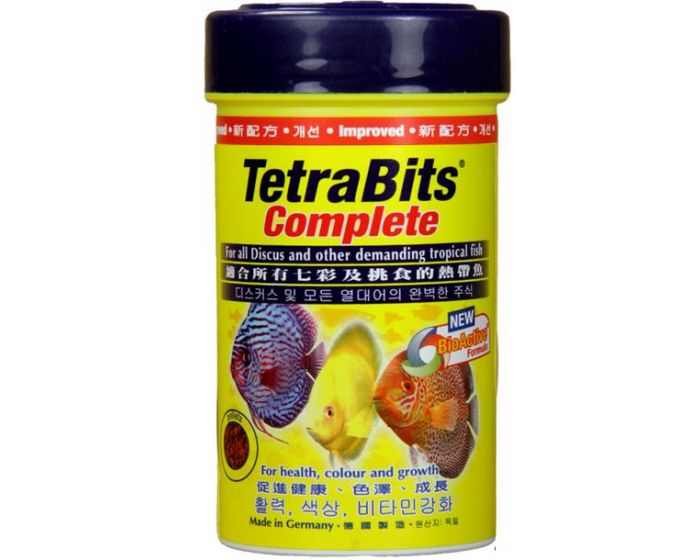 roved • 新配方 • 개선 • Improved • 新配方 • 개선
TetraBits®
Complete
For all Discus and other demanding tropical fish
適合所有七彩及挑食的熱帶魚
디스커스 및 모든 열대어의 완벽한 주식
NEW
BioActive
Formula
For health, colour and growth
促進健康、色澤、成長
활력, 색상, 비타민강화
Made in Germany • 德國製造 • 원산지: 독일